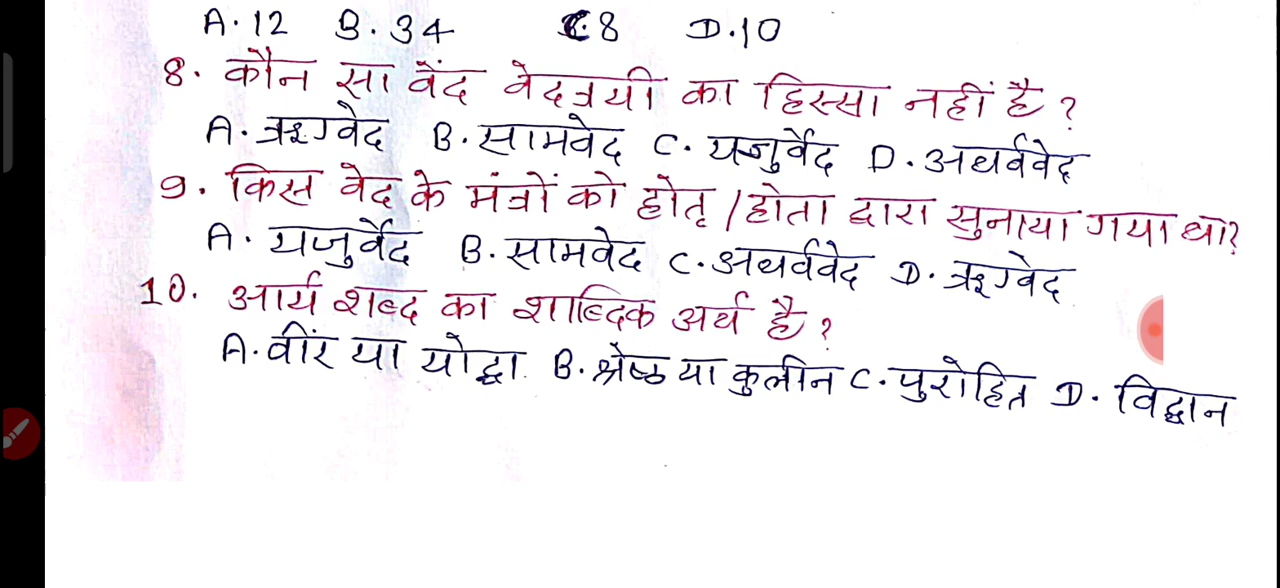 A. 12 B. 34 C. 8 D. 10
8. कौन सा वेंद वेदत्रयी का हिस्सा नहीं है ?
A. ऋग्वेद B. सामवेद C. यजुर्वेद D. अथर्ववेद
9. किस वेद के मंत्रों को होतृ / होता द्वारा सुनाया गया था?
A. यजुर्वेद B. सामवेद C. अथर्ववेद D. ऋग्वेद
10. आर्य शब्द का शाब्दिक अर्थ है ?
A. वींर या योद्धा B. श्रेष्ठ या कुलीन C. पुरोहित D. विद्वान